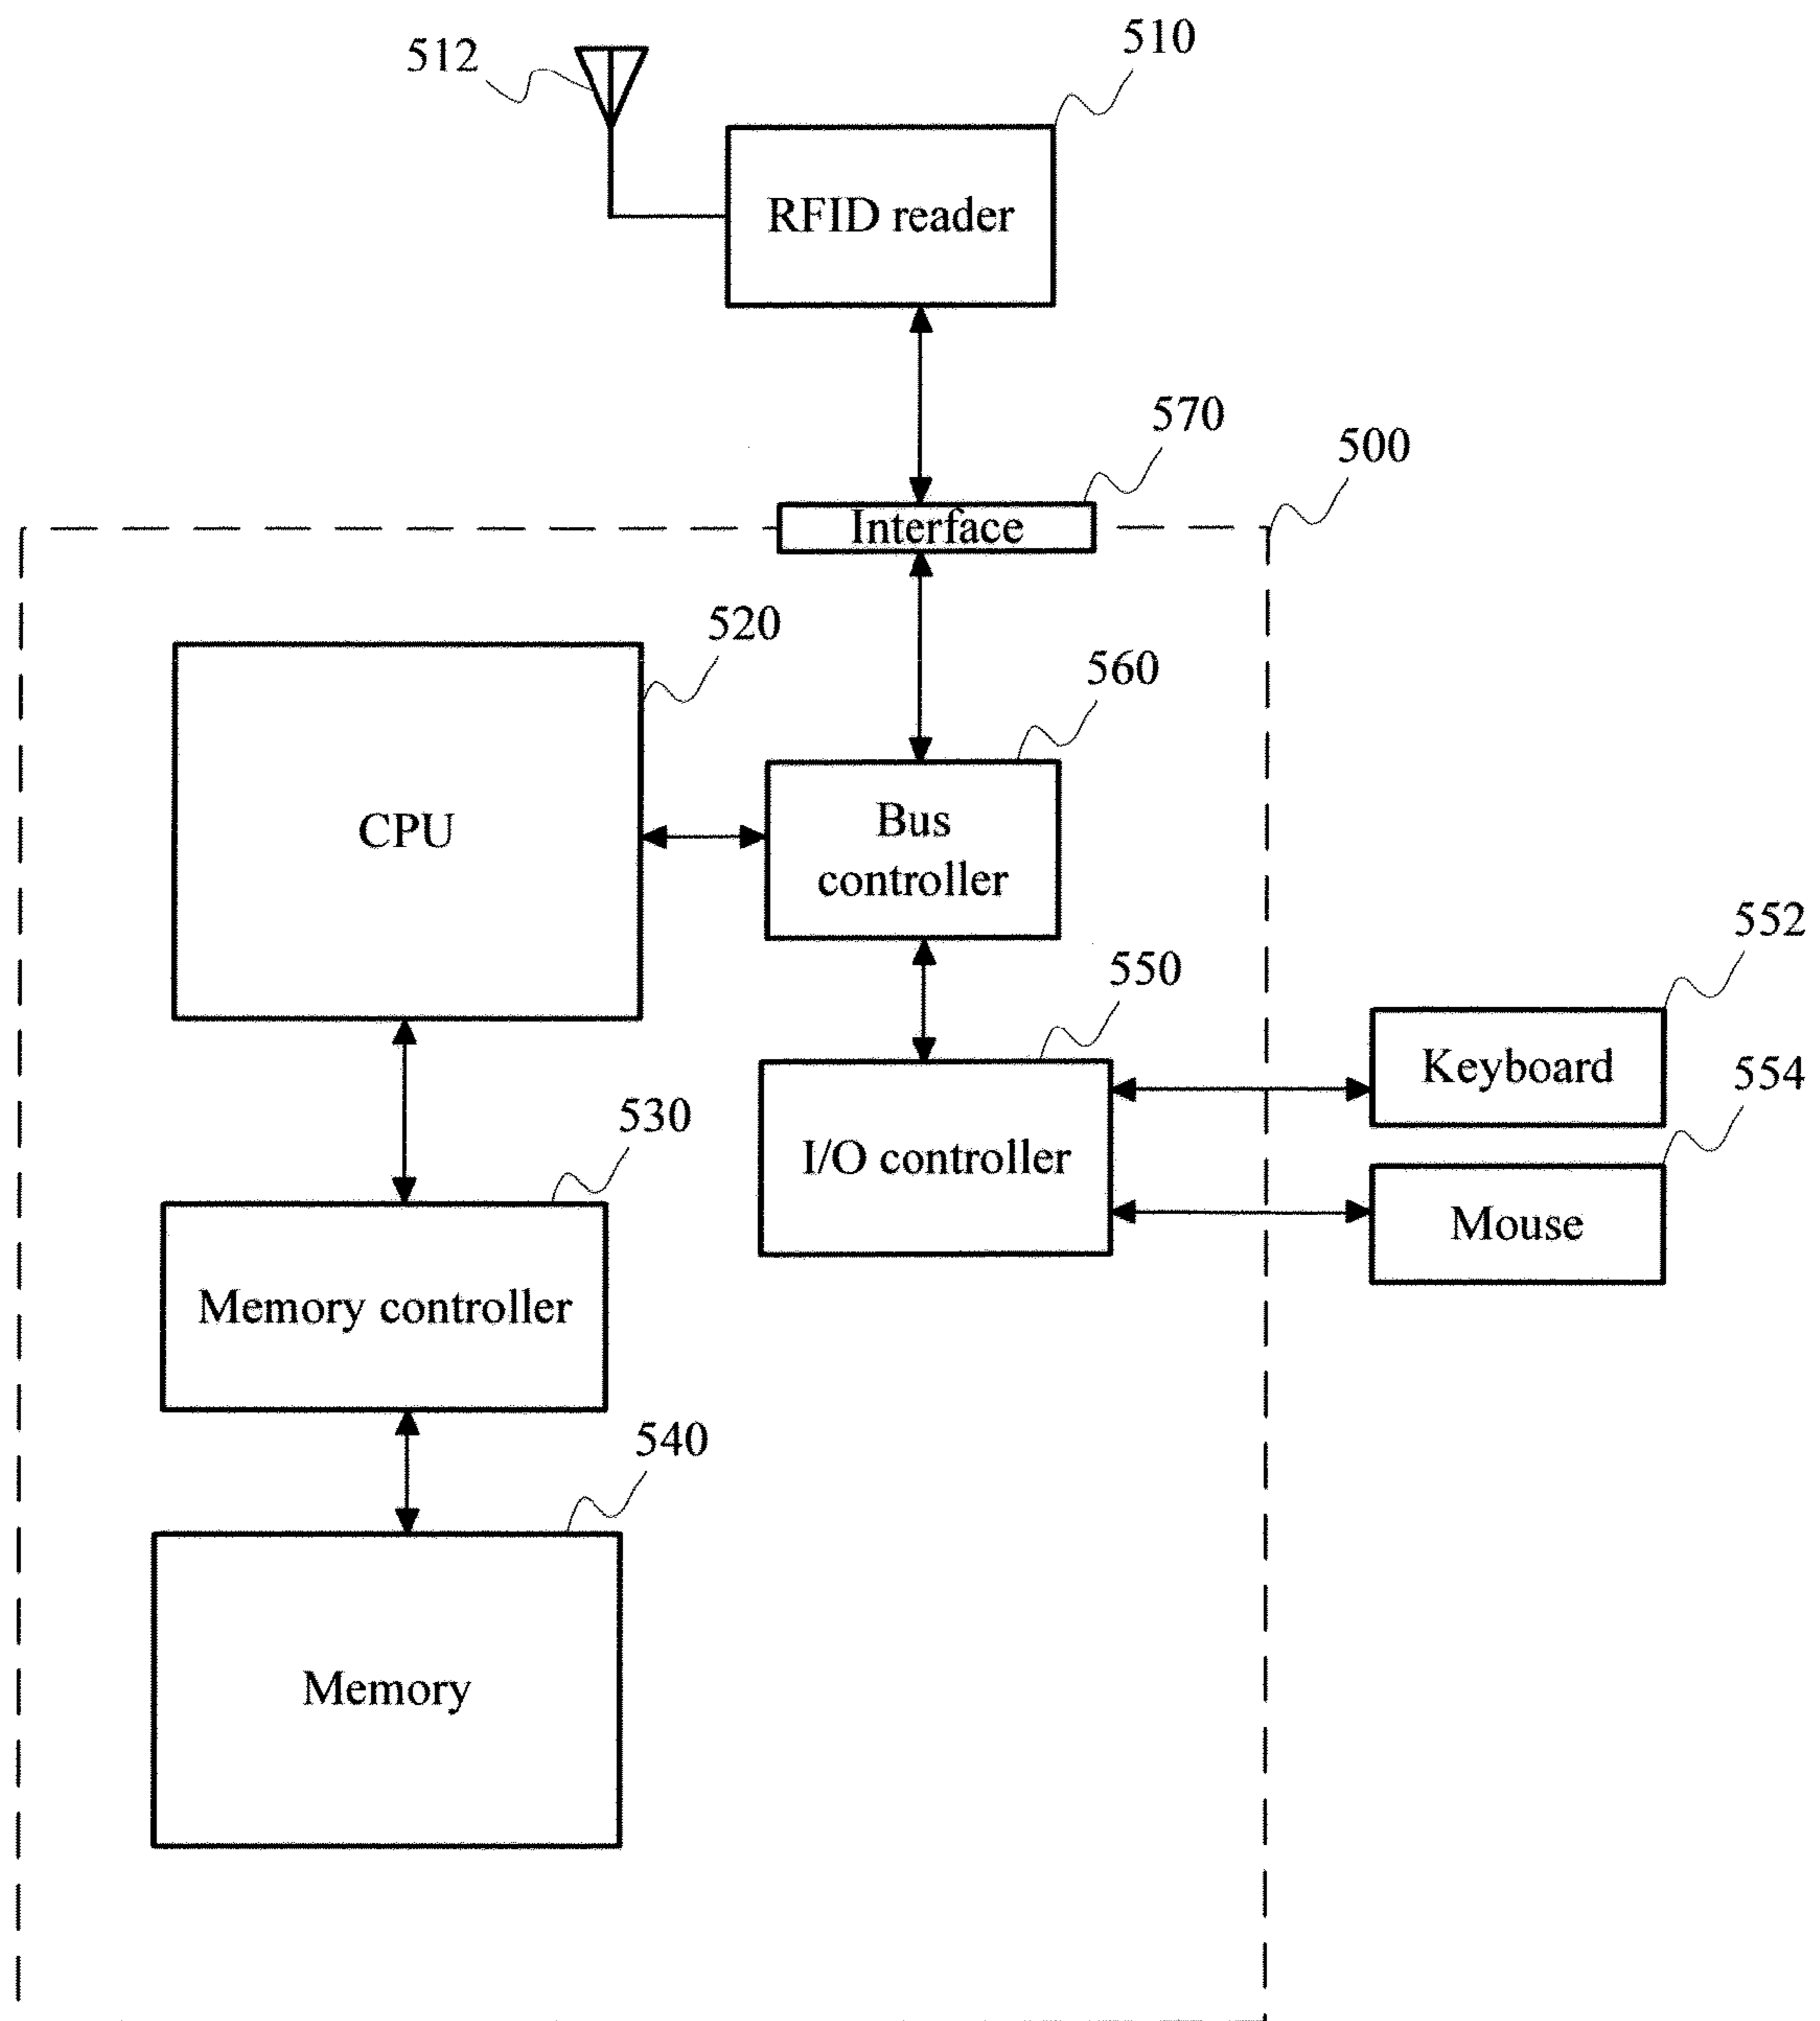 512
510
RFID reader
570
500
Interface
520
560
CPU
Bus
controller
552
550
Keyboard
554
530
I/O controller
Mouse
Memory controller
540
Memory